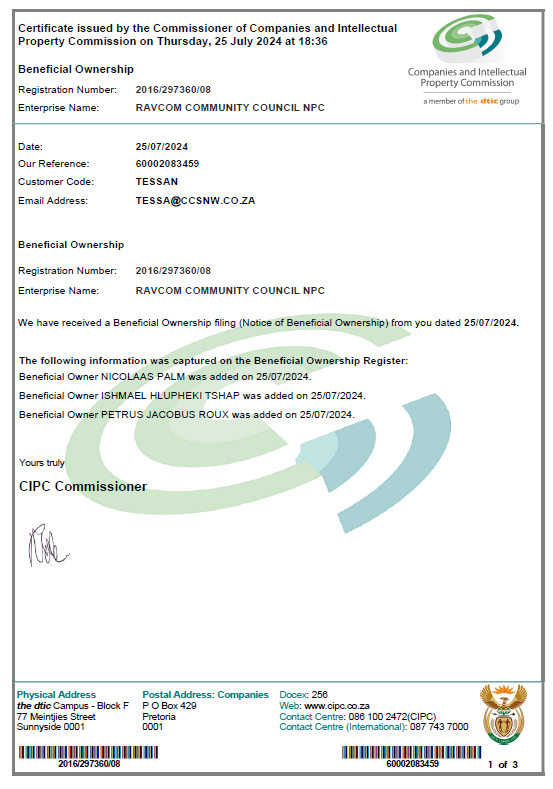 Certificate issued by the Commissioner of Companies and Intellectual
Property Commission on Thursday, 25 July 2024 at 18:36
Companies and Intellectual
Property Commission
a member of the dtic group
Beneficial Ownership
Registration Number: 2016/297360/08
Enterprise Name: RAVCOM COMMUNITY COUNCIL NPC
Date: 25/07/2024
Our Reference: 60002083459
Customer Code: TESSAN
Email Address: TESSA@CCSNW.CO.ZA
Beneficial Ownership
Registration Number: 2016/297360/08
Enterprise Name: RAVCOM COMMUNITY COUNCIL NPC
We have received a Beneficial Ownership filing (Notice of Beneficial Ownership) from you dated 25/07/2024.
The following information was captured on the Beneficial Ownership Register:
Beneficial Owner NICOLAAS PALM was added on 25/07/2024.
Beneficial Owner ISHMAEL HLUPHEKI TSHAP was added on 25/07/2024.
Beneficial Owner PETRUS JACOBUS ROUX was added on 25/07/2024.
Yours truly
CIPC Commissioner
Physical Address
the dtic Campus - Block F
77 Meintjies Street
Sunnyside 0001
Postal Address: Companies
P O Box 429
Pretoria
0001
Docex: 256
Web: www.cipc.co.za
Contact Centre: 086 100 2472(CIPC)
Contact Centre (International): 087 743 7000
2016/297360/08
60002083459
1 of 3